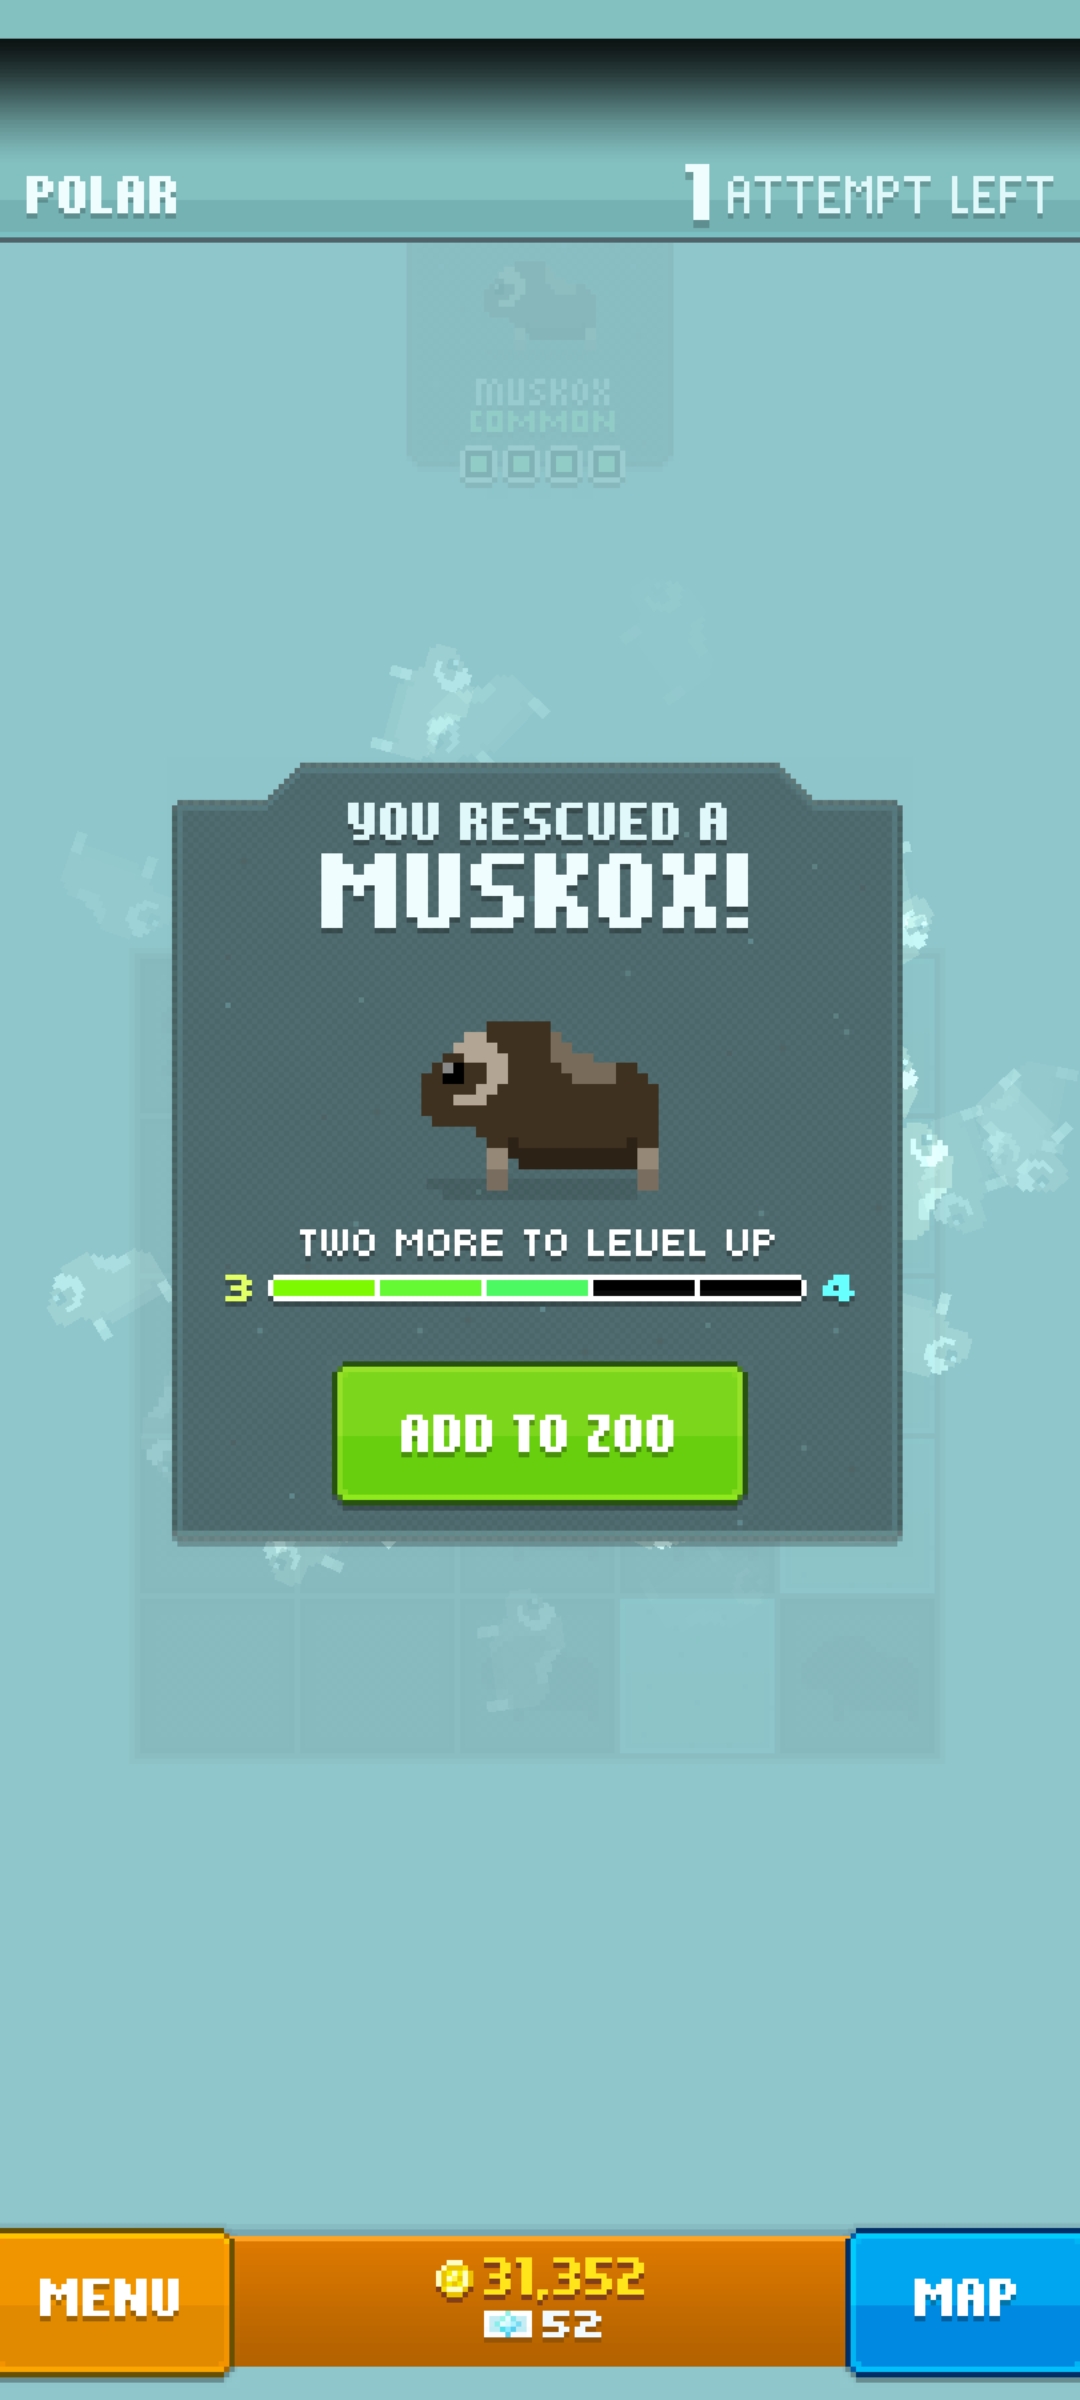 POLAR
1 ATTEMPT LEFT
MUSKOX
COMMON
YOU RESCUED A
MUSKOX!
TWO MORE TO LEVEL UP
3 4
ADD TO ZOO
MENU
31,352
52
MAP